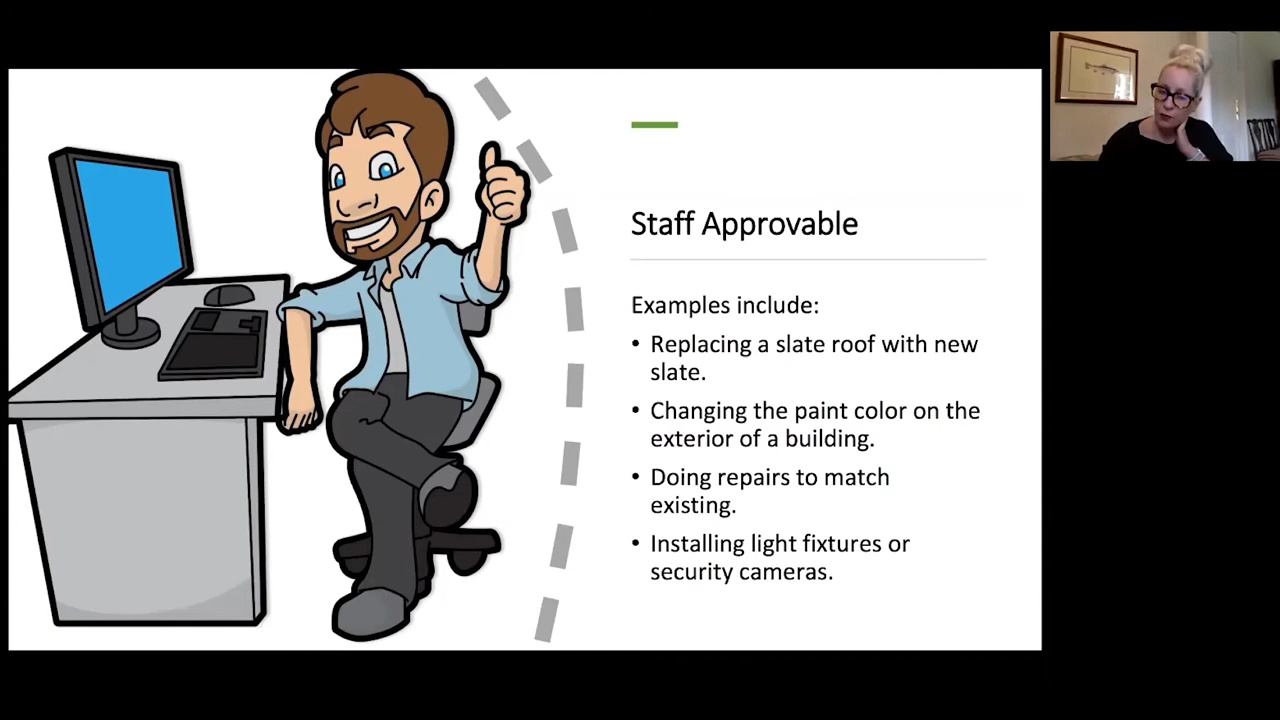 Staff Approvable
Examples include:
• Replacing a slate roof with new
slate.
• Changing the paint color on the
exterior of a building.
• Doing repairs to match
existing.
• Installing light fixtures or
security cameras.